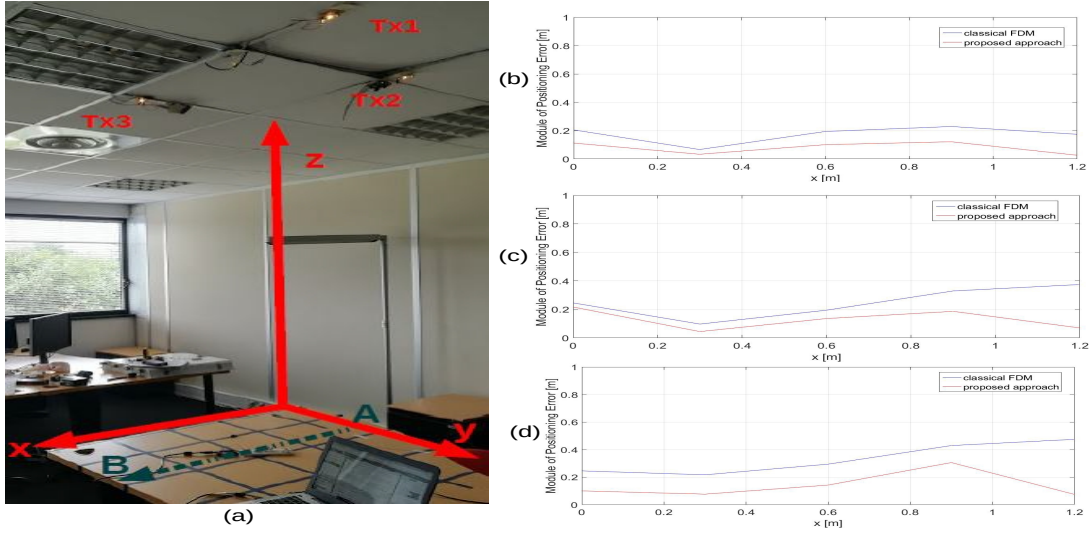 Tx1
Tx2
Tx3
z
x
y
A
B
(a)
(b)
Module of Positioning Error [m]
1
0.8
0.6
0.4
0.2
0
classical FDM
proposed approach
0 0.2 0.4 0.6 0.8 1 1.2
x [m]
(c)
Module of Positioning Error [m]
1
0.8
0.6
0.4
0.2
0
classical FDM
proposed approach
0 0.2 0.4 0.6 0.8 1 1.2
x [m]
(d)
Module of Positioning Error [m]
1
0.8
0.6
0.4
0.2
0
classical FDM
proposed approach
0 0.2 0.4 0.6 0.8 1 1.2
x [m]